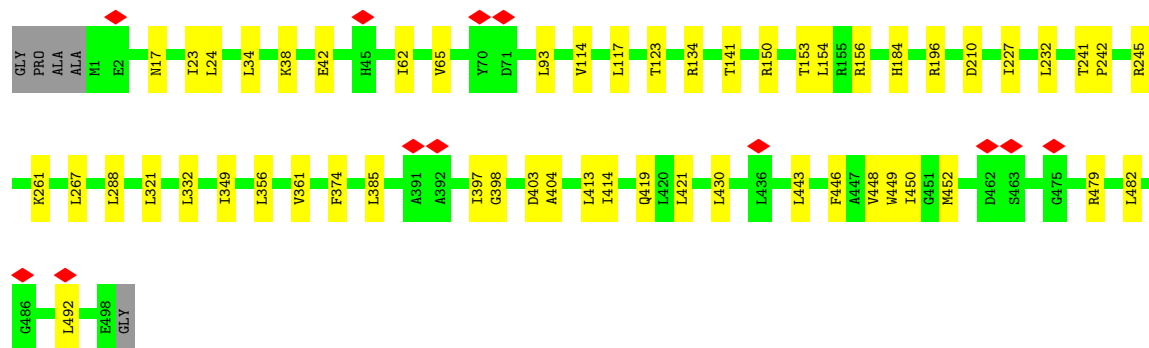 GLY PRO ALA ALA M1 E2 N17 I23 L24 L34 K38 E42 H45 I62 V65 Y70 D71 L93 V114 L117 T123 R134 T141 R150 T153 L154 R155 R156 H184 R196 D210 I227 L232 T241 P242 R245
K261 L267 L288 L321 L332 I349 L356 V361 F374 L385 A391 A392 I397 G398 D403 A404 L413 I414 Q419 L420 L421 L430 L436 L443 F446 A447 V448 W449 I450 G451 M452 D462 S463 G475 R479 L482
G486 L492 E498 GLY